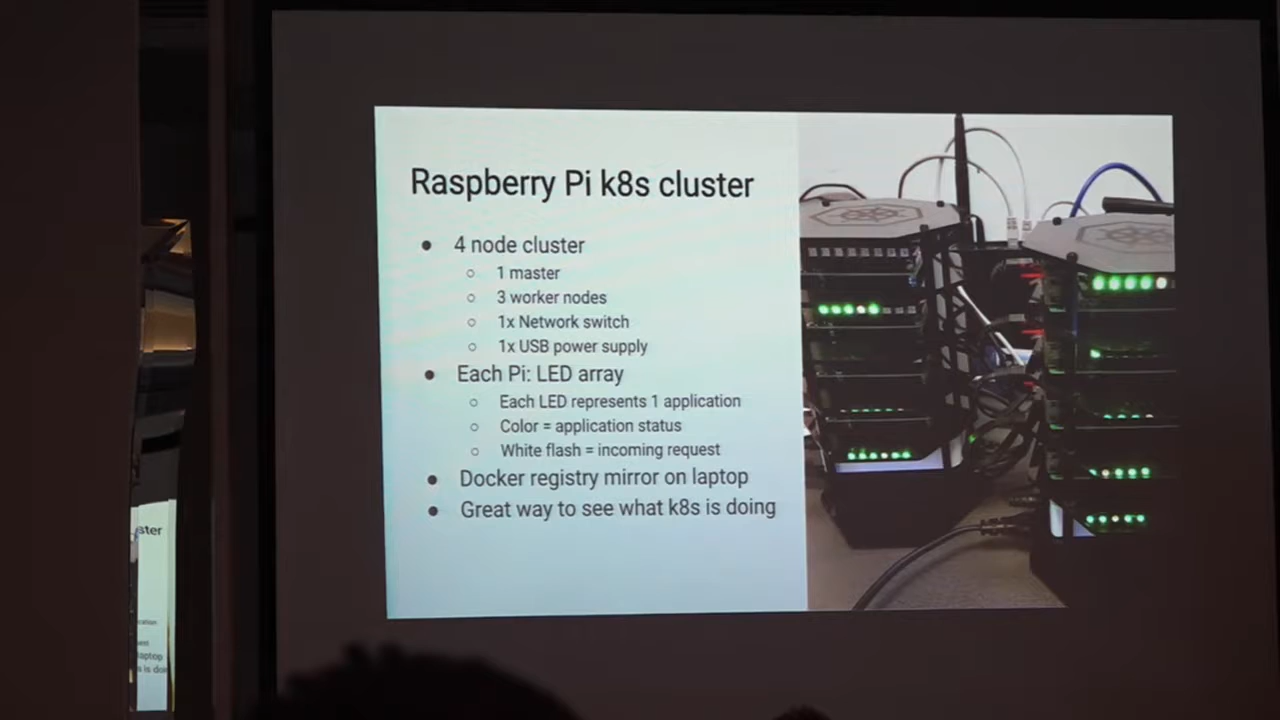 Raspberry Pi k8s cluster
● 4 node cluster
○ 1 master
○ 3 worker nodes
○ 1x Network switch
○ 1x USB power supply
● Each Pi: LED array
○ Each LED represents 1 application
○ Color = application status
○ White flash = incoming request
● Docker registry mirror on laptop
● Great way to see what k8s is doing
ster
laptop